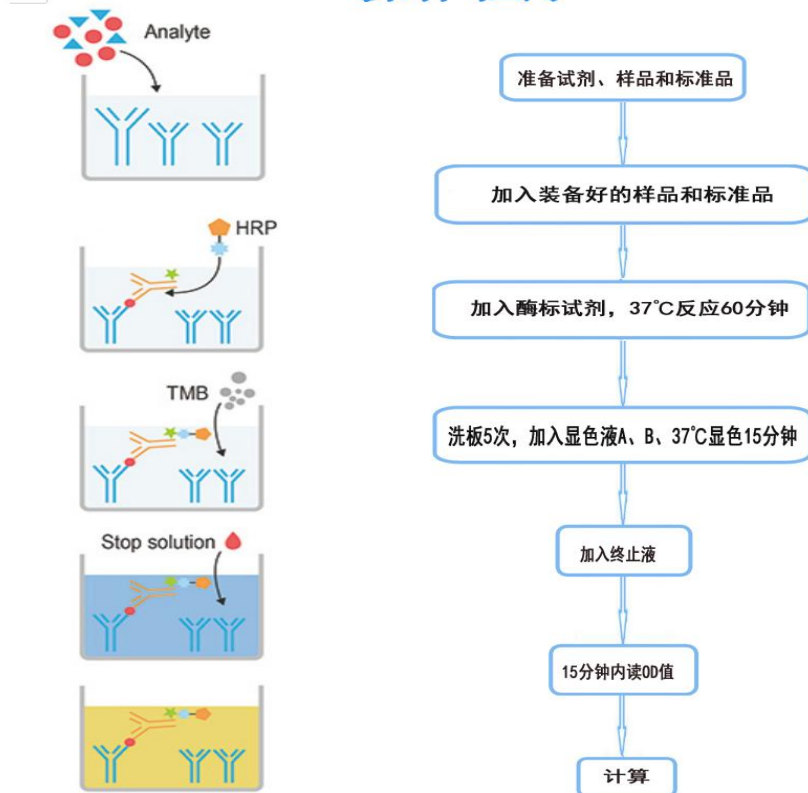 Analyte
HRP
TMB
Stop solution
准备试剂、样品和标准品
加入装备好的样品和标准品
加入酶标试剂，37℃反应60分钟
洗板5次，加入显色液A、B、37℃显色15分钟
加入终止液
15分钟内读OD值
计算